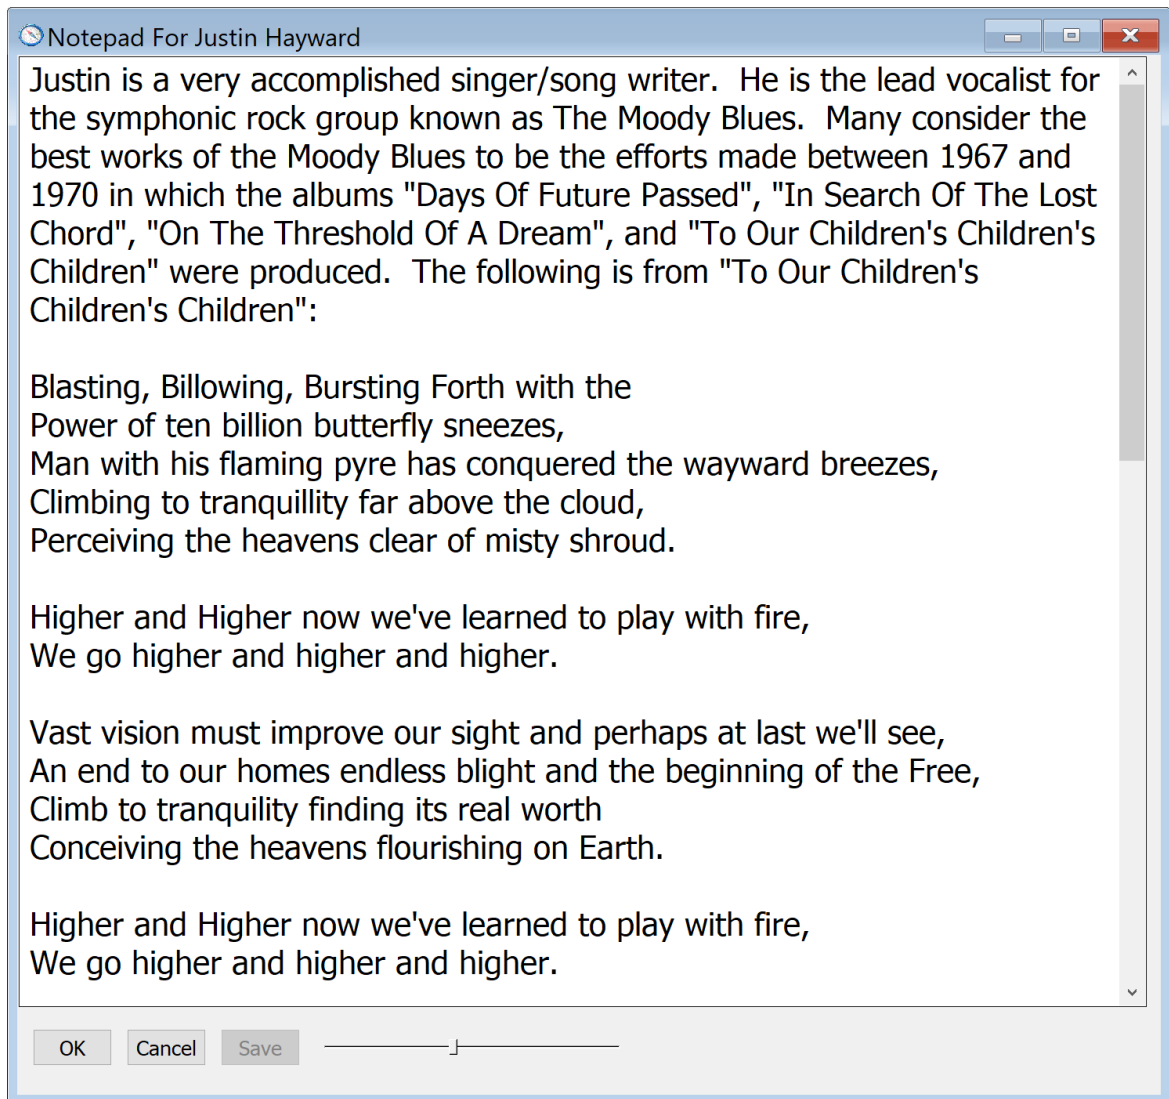 Notepad For Justin Hayward
Justin is a very accomplished singer/song writer.  He is the lead vocalist for
the symphonic rock group known as The Moody Blues.  Many consider the
best works of the Moody Blues to be the efforts made between 1967 and
1970 in which the albums "Days Of Future Passed", "In Search Of The Lost
Chord", "On The Threshold Of A Dream", and "To Our Children's Children's
Children" were produced.  The following is from "To Our Children's
Children's Children":

Blasting, Billowing, Bursting Forth with the
Power of ten billion butterfly sneezes,
Man with his flaming pyre has conquered the wayward breezes,
Climbing to tranquillity far above the cloud,
Perceiving the heavens clear of misty shroud.

Higher and Higher now we've learned to play with fire,
We go higher and higher and higher.

Vast vision must improve our sight and perhaps at last we'll see,
An end to our homes endless blight and the beginning of the Free,
Climb to tranquility finding its real worth
Conceiving the heavens flourishing on Earth.

Higher and Higher now we've learned to play with fire,
We go higher and higher and higher.

OK Cancel Save